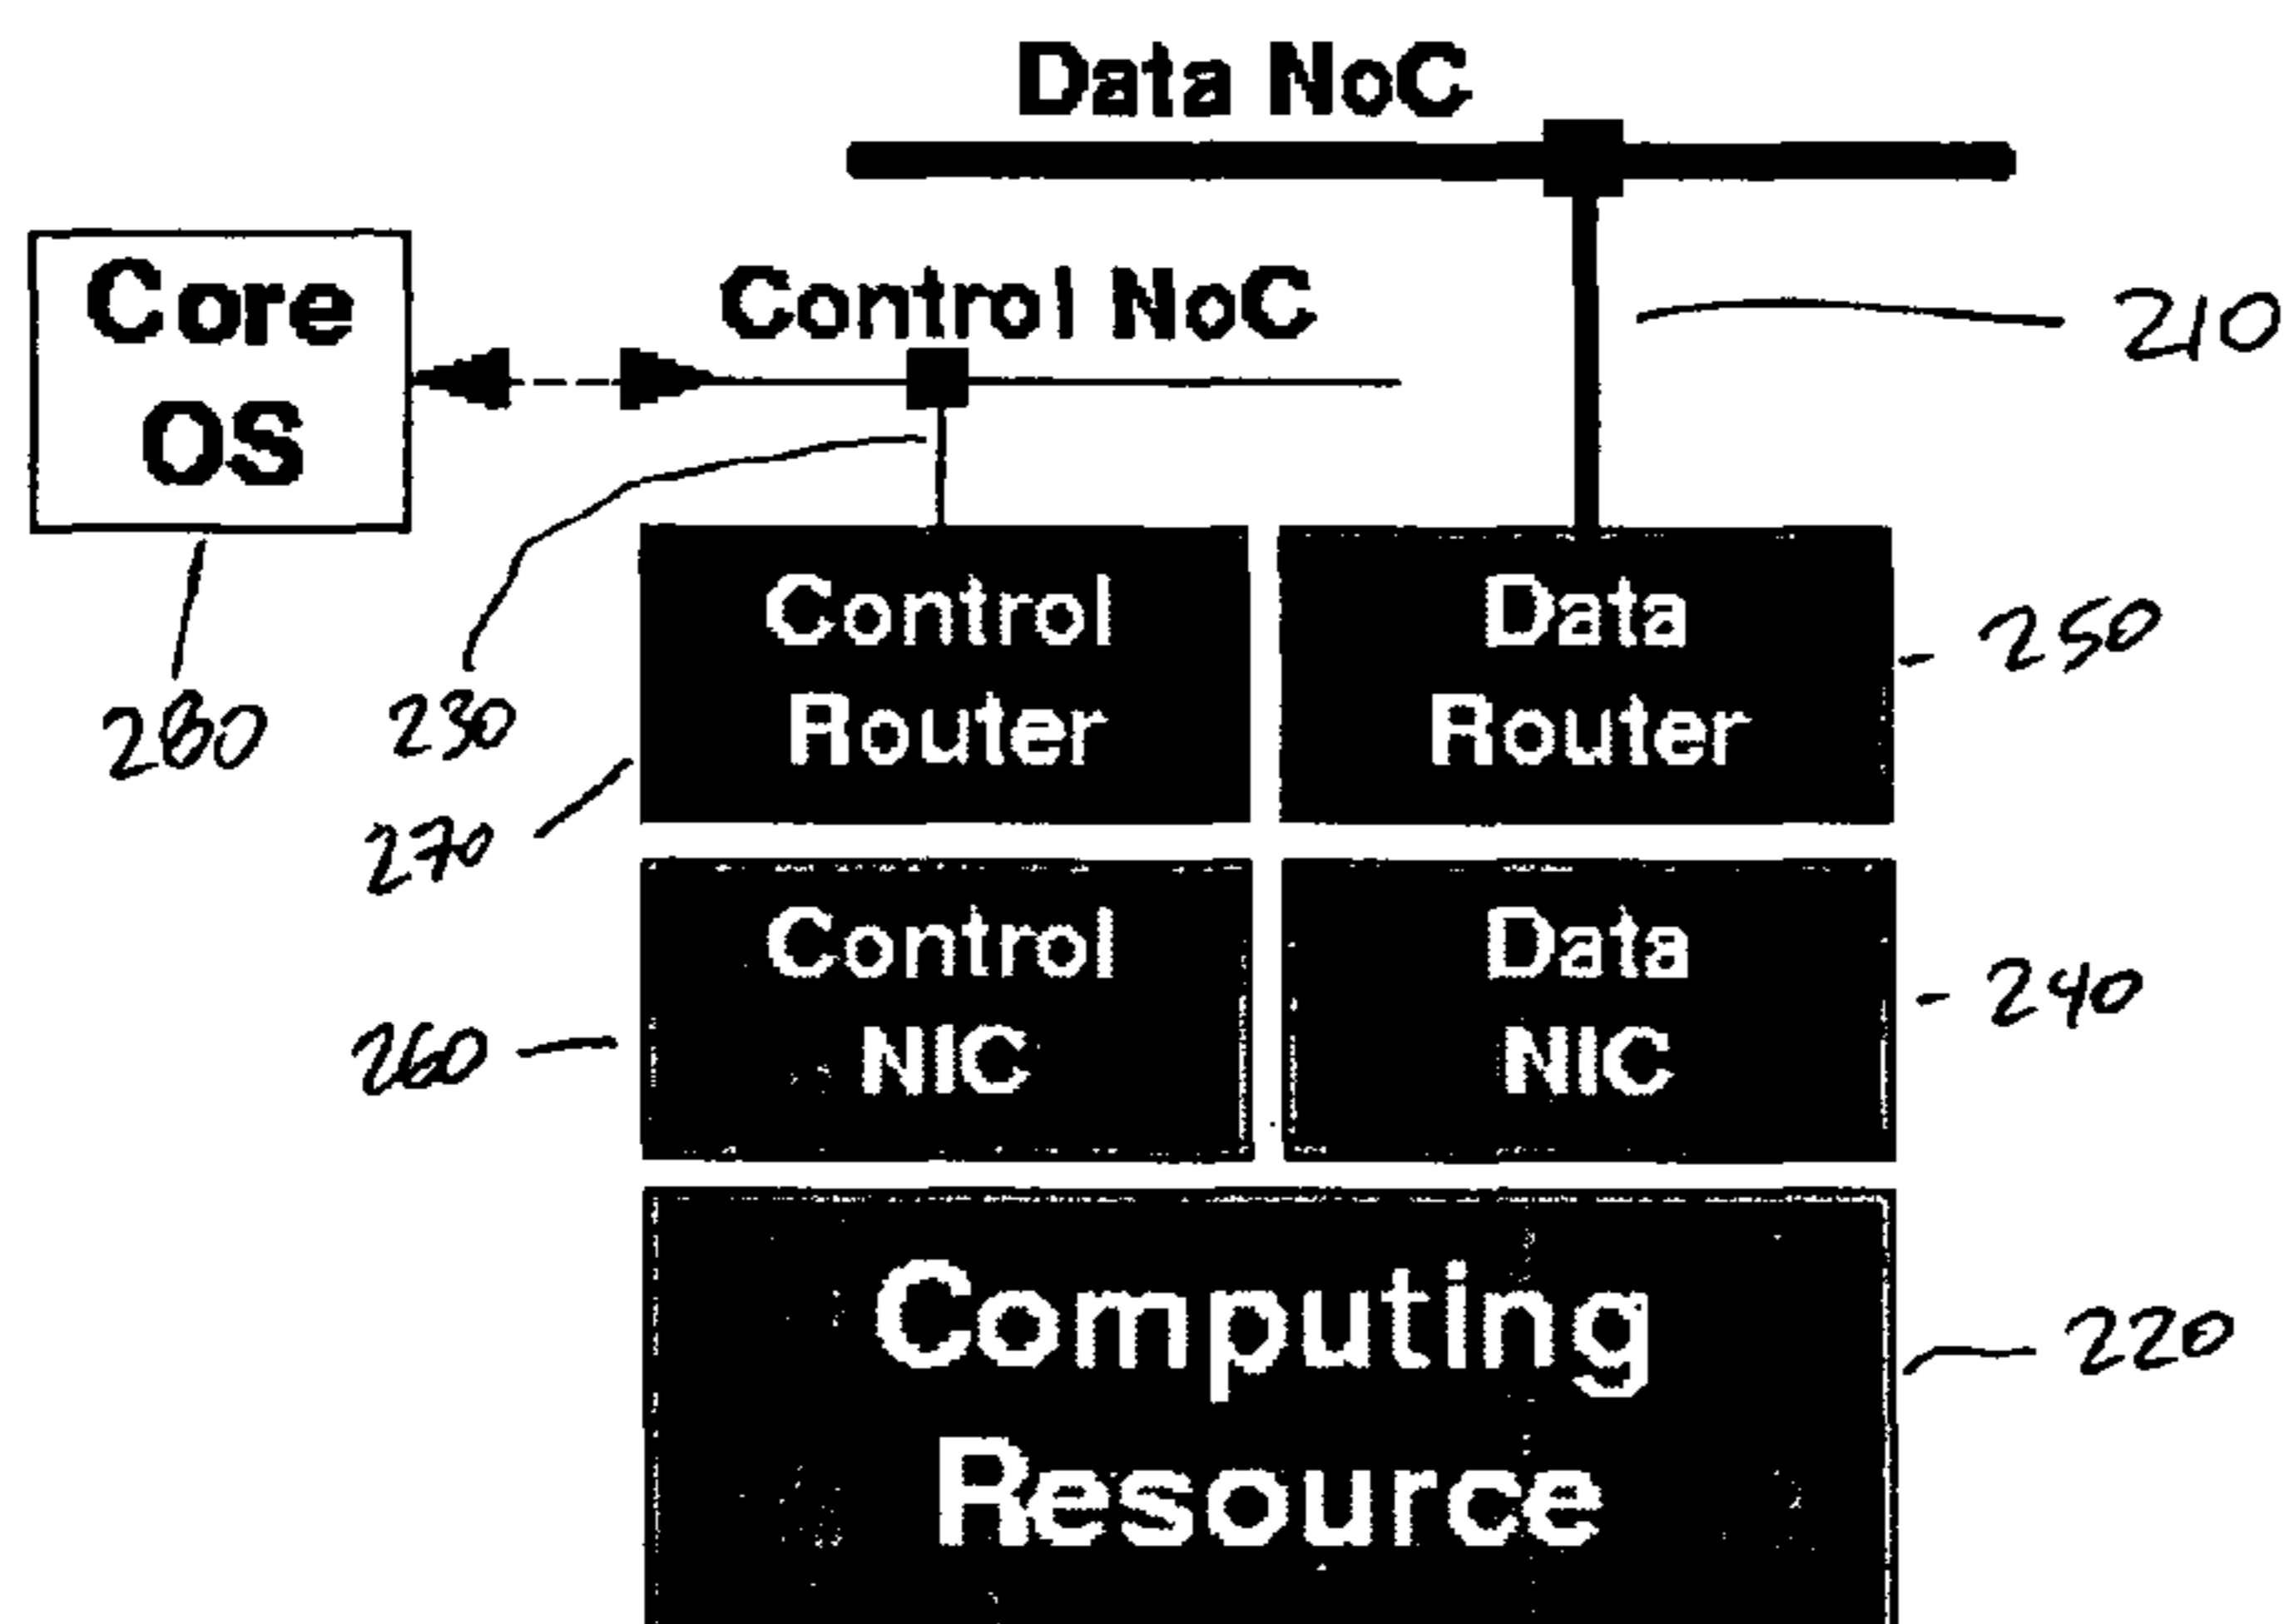 Data NoC
Core
OS
Control NoC
210
Control
Router
Data
Router
250
280
230
270
Control
NIC
Data
NIC
240
260
Computing
Resource
220